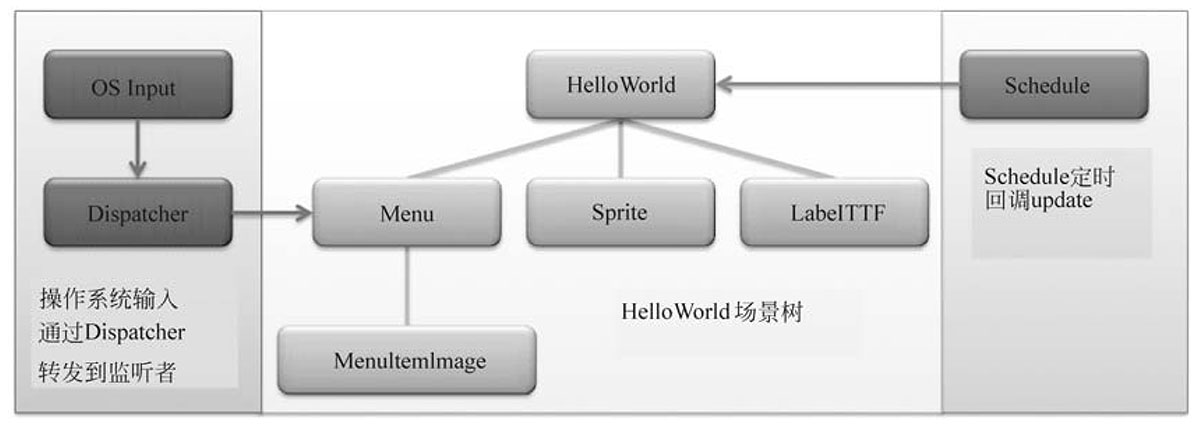 OS Input
HelloWorld
Schedule
Dispatcher
Menu
Sprite
LabelTTF
Schedule定时
回调update
操作系统输入
通过Dispatcher
转发到监听者
HelloWorld 场景树
MenuItemImage